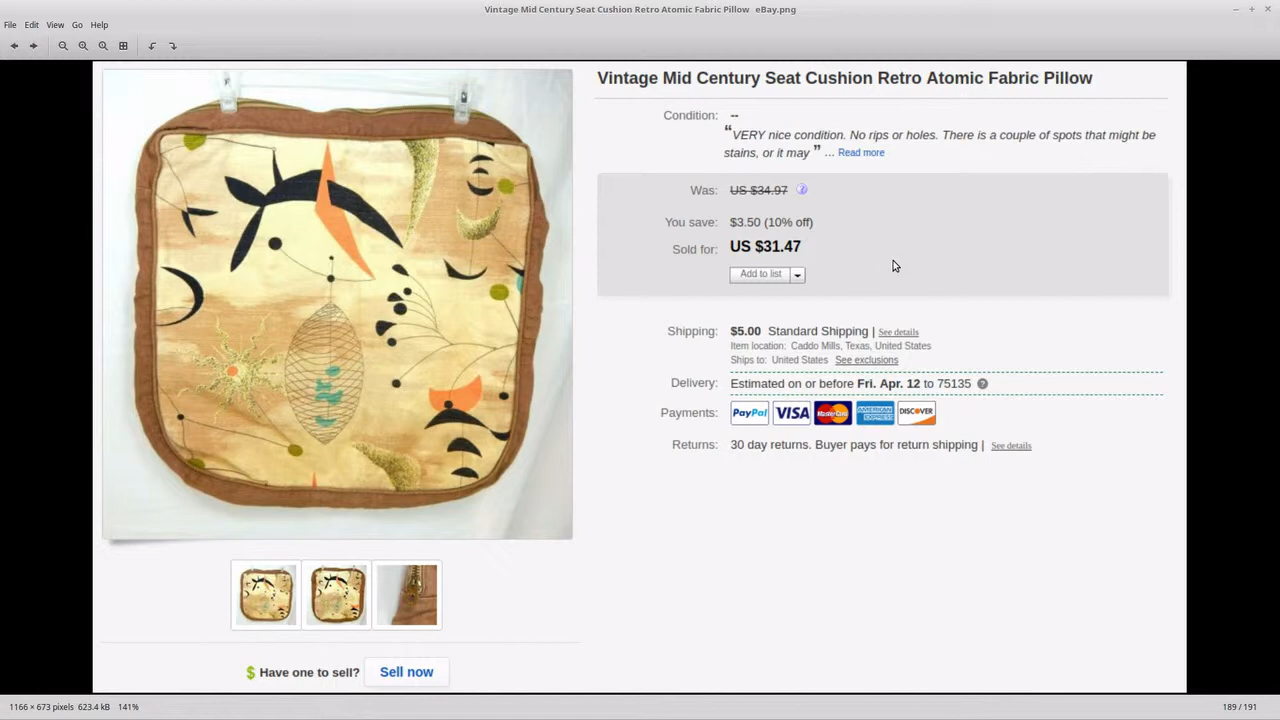 Vintage Mid Century Seat Cushion Retro Atomic Fabric Pillow eBay.png
File Edit View Go Help
Vintage Mid Century Seat Cushion Retro Atomic Fabric Pillow
Condition: --
“VERY nice condition. No rips or holes. There is a couple of spots that might be
stains, or it may ” ... Read more
Was: US $34.97
You save: $3.50 (10% off)
Sold for: US $31.47
Add to list
Shipping: $5.00 Standard Shipping | See details
Item location: Caddo Mills, Texas, United States
Ships to: United States See exclusions
Delivery: Estimated on or before Fri. Apr. 12 to 75135 ?
Payments: PayPal VISA MasterCard AMERICAN EXPRESS DISCOVER
Returns: 30 day returns. Buyer pays for return shipping | See details
$ Have one to sell? Sell now
1166 × 673 pixels 623.4 kB 141% 189 / 191